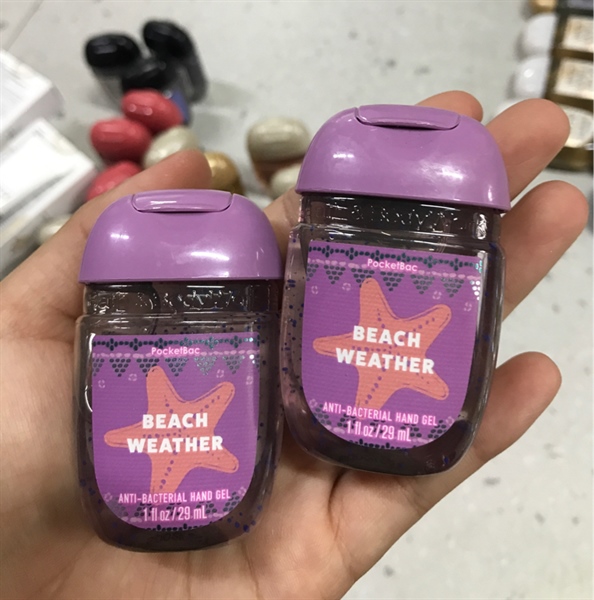 PocketBac
BEACH
WEATHER
ANTI-BACTERIAL HAND GEL
1 fl oz/29 mL
PocketBac
BEACH
WEATHER
ANTI-BACTERIAL HAND GEL
1 fl oz/29 mL